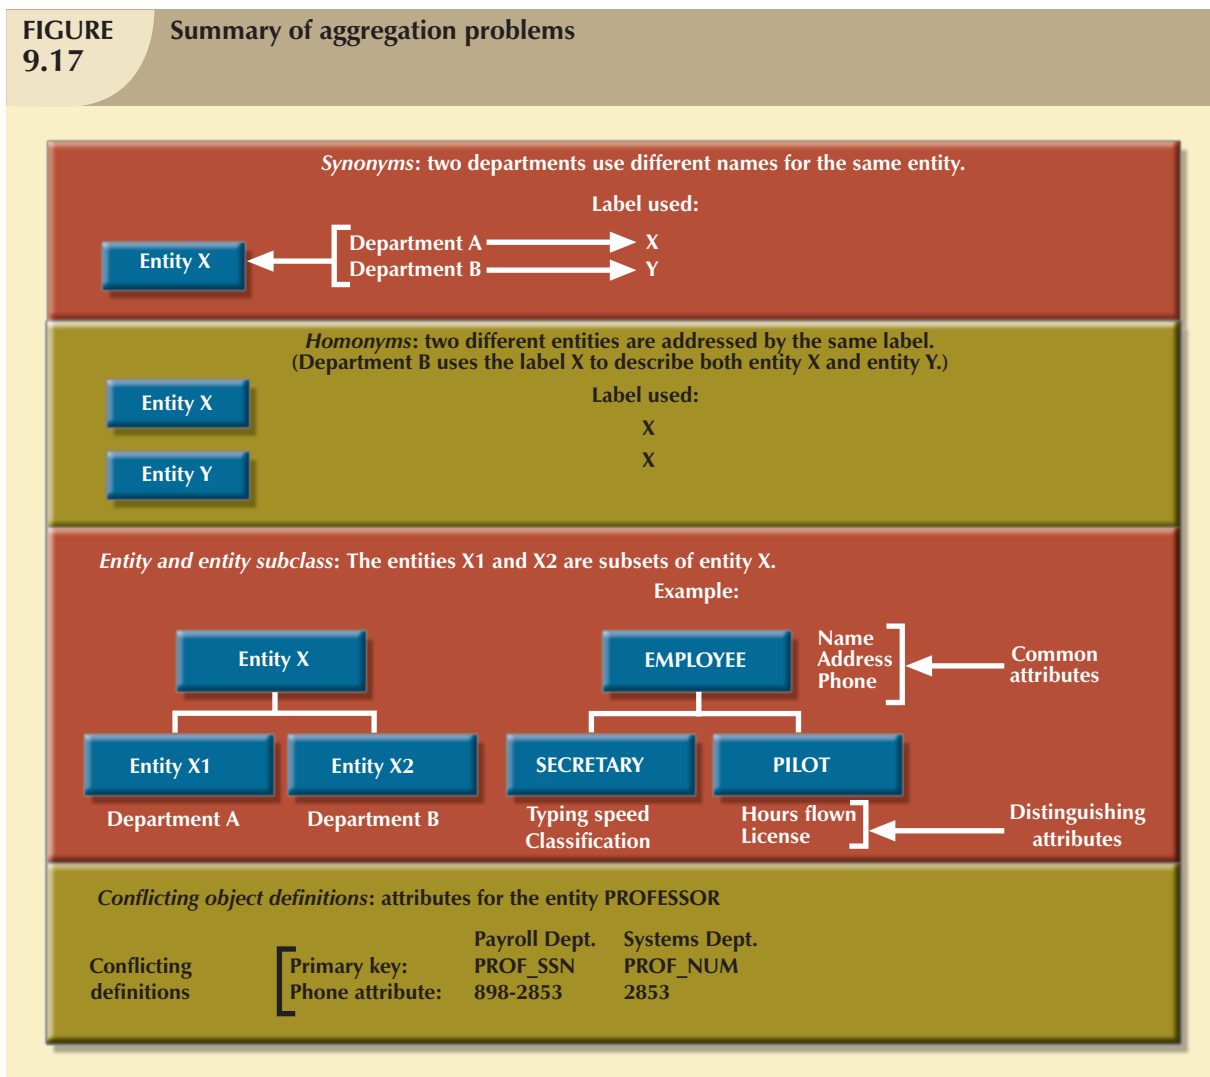 FIGURE
9.17
Summary of aggregation problems
Synonyms: two departments use different names for the same entity.
Label used:
Entity X
Department A X
Department B Y
Homonyms: two different entities are addressed by the same label.
(Department B uses the label X to describe both entity X and entity Y.)
Label used:
Entity X
X
Entity Y
X
Entity and entity subclass: The entities X1 and X2 are subsets of entity X.
Example:
Entity X
EMPLOYEE
Name
Address
Phone
Common
attributes
Entity X1
Entity X2
SECRETARY
PILOT
Department A
Department B
Typing speed
Classification
Hours flown
License
Distinguishing
attributes
Conflicting object definitions: attributes for the entity PROFESSOR
Payroll Dept. Systems Dept.
Conflicting
definitions
Primary key: PROF_SSN PROF_NUM
Phone attribute: 898-2853 2853